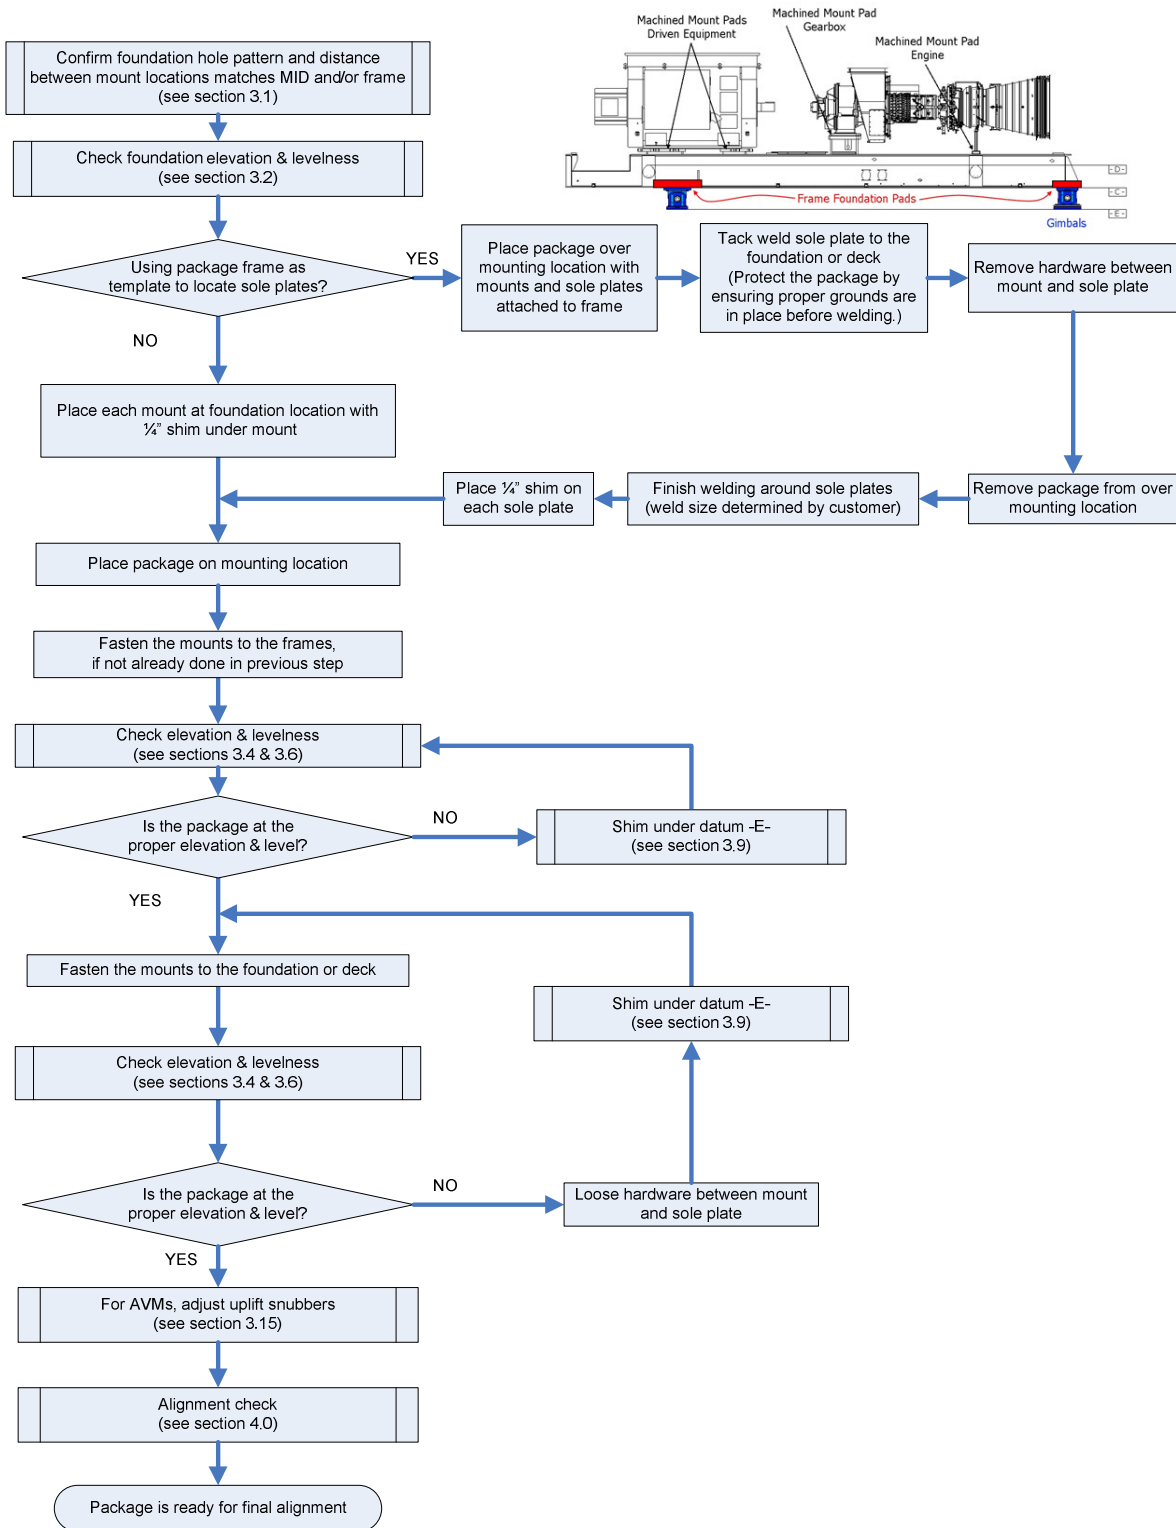 Confirm foundation hole pattern and distance
between mount locations matches MID and/or frame
(see section 3.1)
Machined Mount Pads
Driven Equipment
Machined Mount Pad
Gearbox
Machined Mount Pad
Engine
-D-
-C-
-E-
Frame Foundation Pads
Gimbals
Check foundation elevation & levelness
(see section 3.2)
Using package frame as
template to locate sole plates?
YES
Place package over
mounting location with
mounts and sole plates
attached to frame
Tack weld sole plate to the
foundation or deck
(Protect the package by
ensuring proper grounds are
in place before welding.)
Remove hardware between
mount and sole plate
NO
Place each mount at foundation location with
¼” shim under mount
Place ¼” shim on
each sole plate
Finish welding around sole plates
(weld size determined by customer)
Remove package from over
mounting location
Place package on mounting location
Fasten the mounts to the frames,
if not already done in previous step
Check elevation & levelness
(see sections 3.4 & 3.6)
Is the package at the
proper elevation & level?
NO
Shim under datum -E-
(see section 3.9)
YES
Fasten the mounts to the foundation or deck
Shim under datum -E-
(see section 3.9)
Check elevation & levelness
(see sections 3.4 & 3.6)
Is the package at the
proper elevation & level?
NO
Loose hardware between mount
and sole plate
YES
For AVMs, adjust uplift snubbers
(see section 3.15)
Alignment check
(see section 4.0)
Package is ready for final alignment